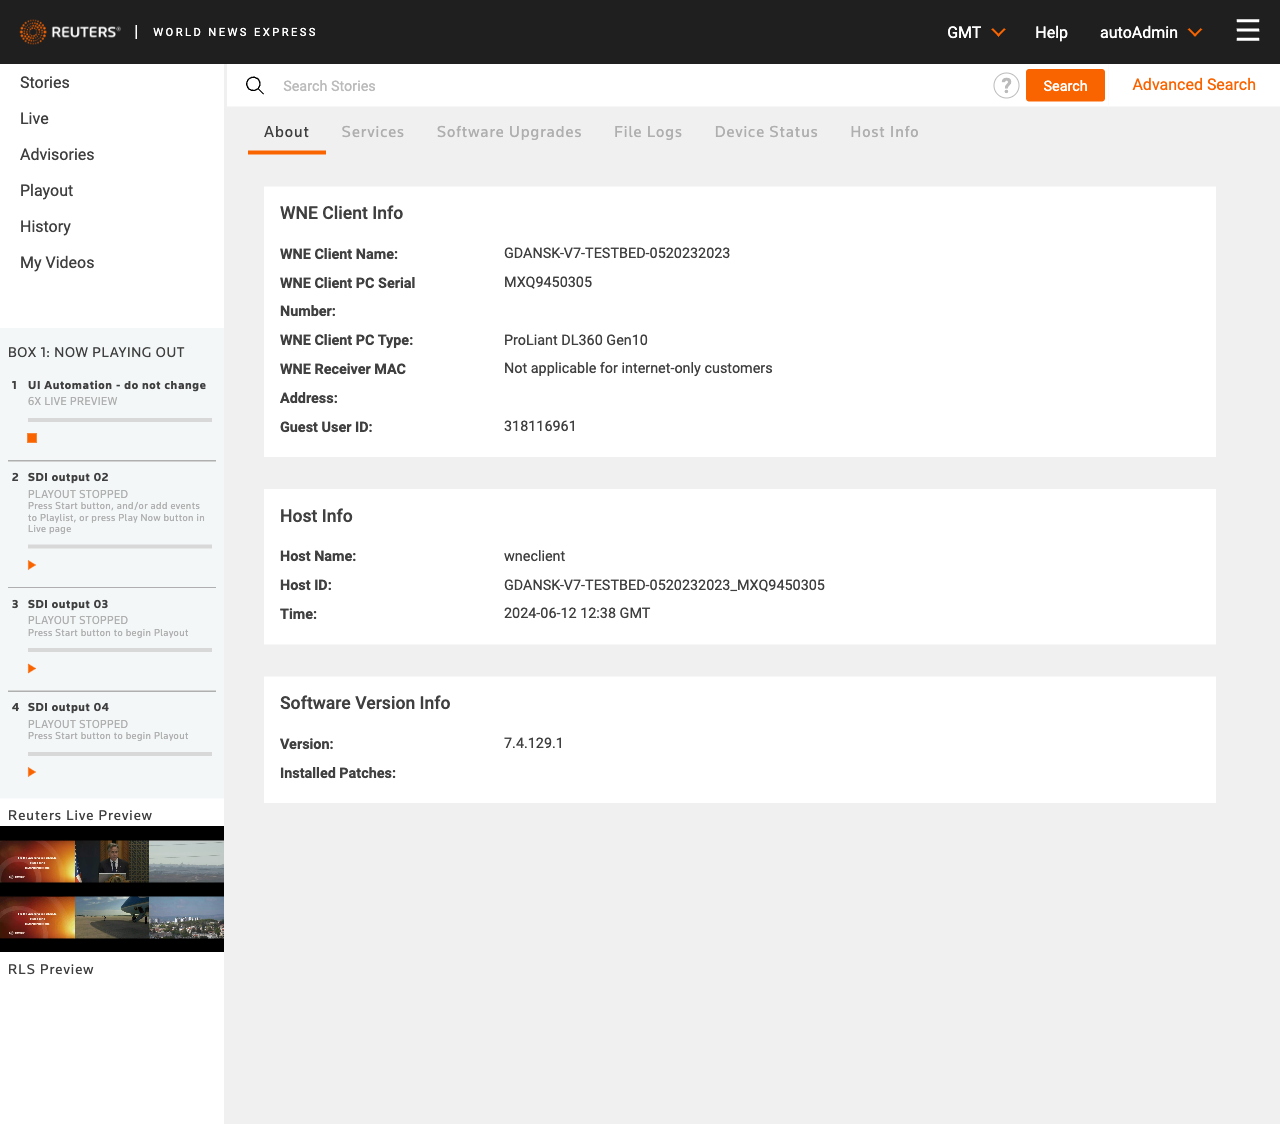 REUTERS® | WORLD NEWS EXPRESS
GMT
Help
autoAdmin
Stories
Live
Advisories
Playout
History
My Videos
Search Stories
?
Search
Advanced Search
About
Services
Software Upgrades
File Logs
Device Status
Host Info
BOX 1: NOW PLAYING OUT
1 UI Automation - do not change
6X LIVE PREVIEW
2 SDI output 02
PLAYOUT STOPPED
Press Start button, and/or add events
to Playlist, or press Play Now button in
Live page
3 SDI output 03
PLAYOUT STOPPED
Press Start button to begin Playout
4 SDI output 04
PLAYOUT STOPPED
Press Start button to begin Playout
Reuters Live Preview
RLS Preview
WNE Client Info
WNE Client Name: GDANSK-V7-TESTBED-0520232023
WNE Client PC Serial MXQ9450305
Number:
WNE Client PC Type: ProLiant DL360 Gen10
WNE Receiver MAC Not applicable for internet-only customers
Address:
Guest User ID: 318116961
Host Info
Host Name: wneclient
Host ID: GDANSK-V7-TESTBED-0520232023_MXQ9450305
Time: 2024-06-12 12:38 GMT
Software Version Info
Version: 7.4.129.1
Installed Patches: